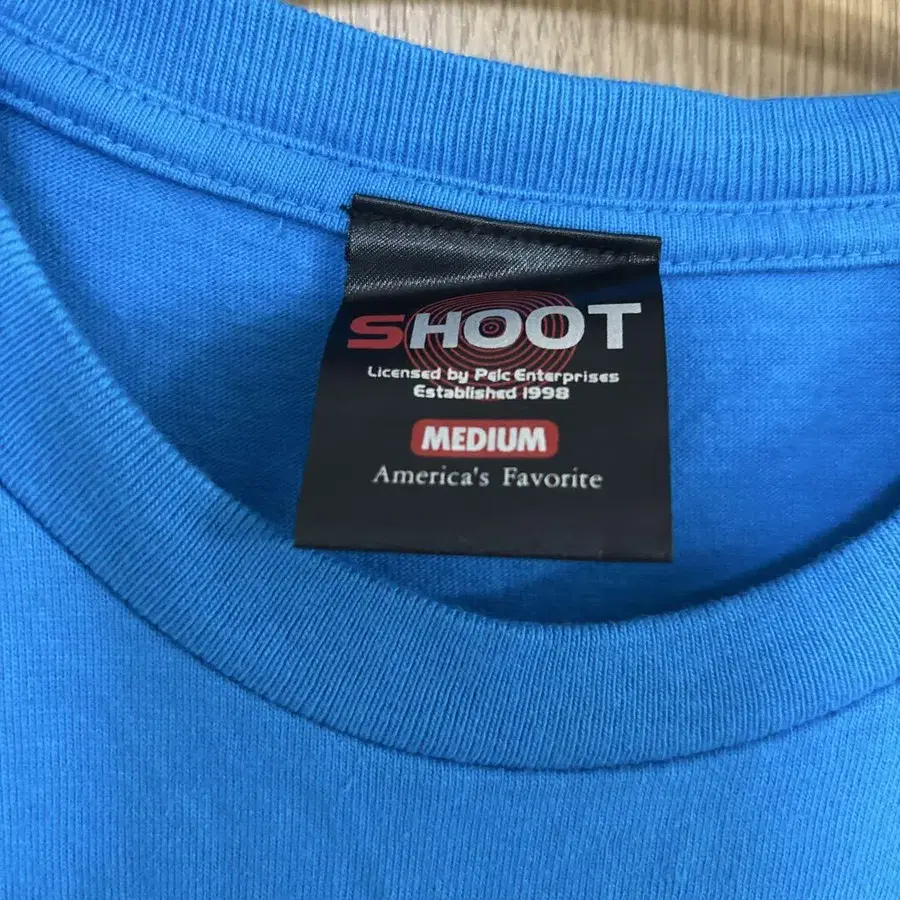 SHOOT
Licensed by Pelc Enterprises
Established 1998
MEDIUM
America's Favorite